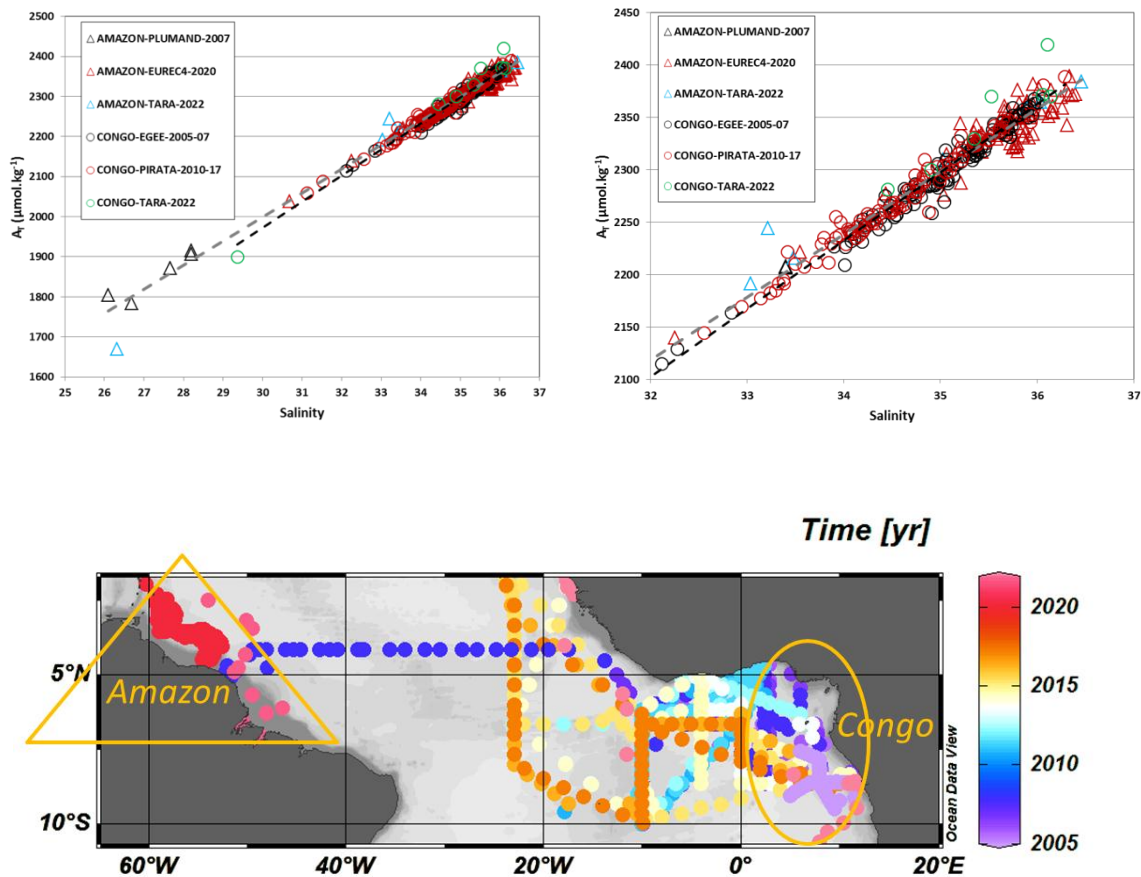 2500
2400
2300
2200
2100
2000
1900
1800
1700
1600
A_T (µmol.kg⁻¹)
AMAZON-PLUMAND-2007
AMAZON-EUREC4-2020
AMAZON-TARA-2022
CONGO-EGEE-2005-07
CONGO-PIRATA-2010-17
CONGO-TARA-2022
25 26 27 28 29 30 31 32 33 34 35 36 37
Salinity
2450
2400
2350
2300
2250
2200
2150
2100
A_T (µmol.kg⁻¹)
AMAZON-PLUMAND-2007
AMAZON-EUREC4-2020
AMAZON-TARA-2022
CONGO-EGEE-2005-07
CONGO-PIRATA-2010-17
CONGO-TARA-2022
32 33 34 35 36 37
Salinity
Time [yr]
5°N
10°S
Amazon
Congo
Ocean Data View
2020
2015
2010
2005
60°W 40°W 20°W 0° 20°E